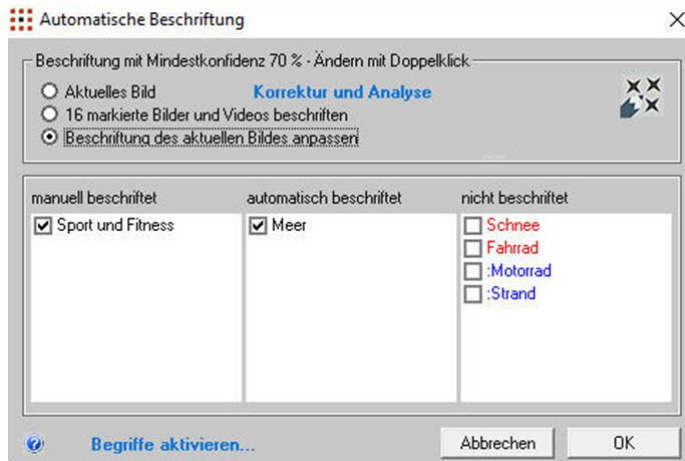 Automatische Beschriftung
Beschriftung mit Mindestkonfidenz 70 % - Ändern mit Doppelklick
Aktuelles Bild Korrektur und Analyse
16 markierte Bilder und Videos beschriften
Beschriftung des aktuellen Bildes anpassen
manuell beschriftet automatisch beschriftet nicht beschriftet
Sport und Fitness Meer Schnee
Fahrrad
:Motorrad
:Strand
Begriffe aktivieren... Abbrechen OK